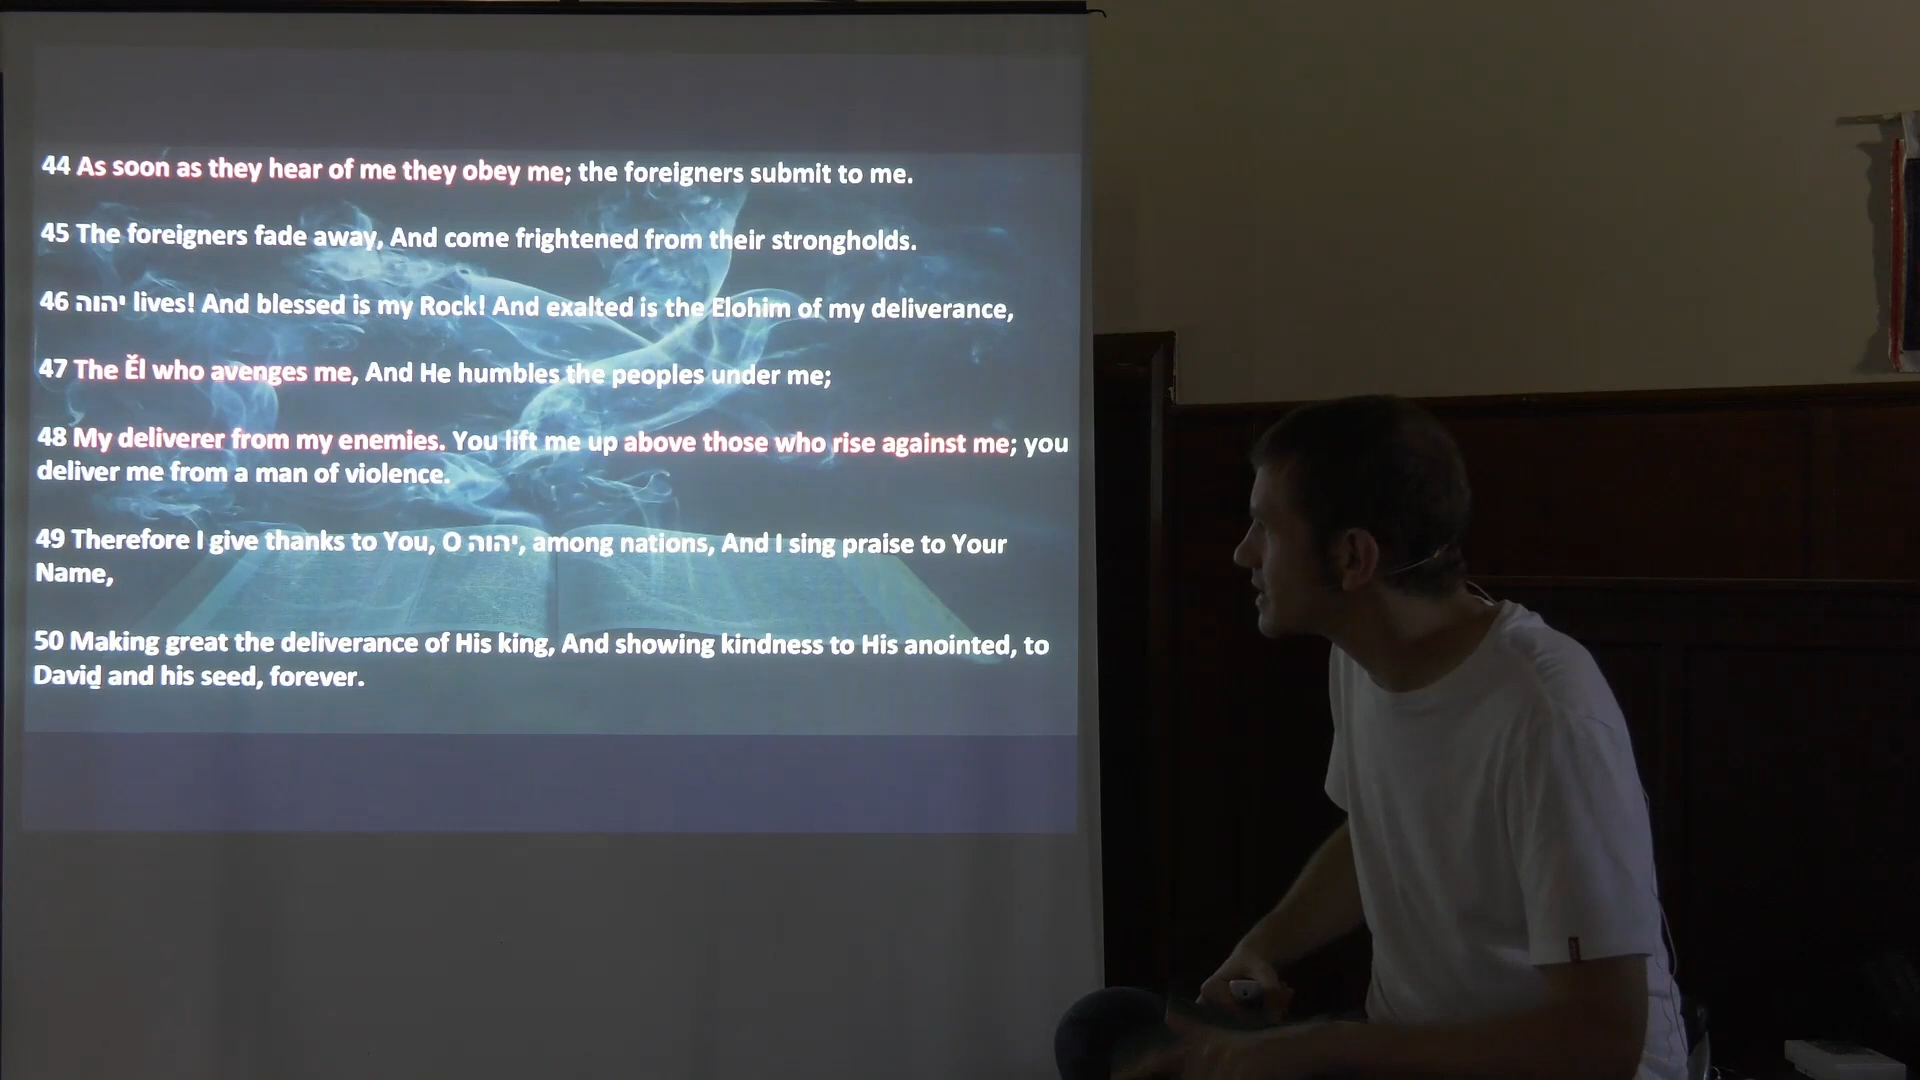 44 As soon as they hear of me they obey me; the foreigners submit to me.
45 The foreigners fade away, And come frightened from their strongholds.
46 יהוה lives! And blessed is my Rock! And exalted is the Elohim of my deliverance,
47 The Ěl who avenges me, And He humbles the peoples under me;
48 My deliverer from my enemies. You lift me up above those who rise against me; you
deliver me from a man of violence.
49 Therefore I give thanks to You, O יהוה, among nations, And I sing praise to Your
Name,
50 Making great the deliverance of His king, And showing kindness to His anointed, to
Daviḏ and his seed, forever.